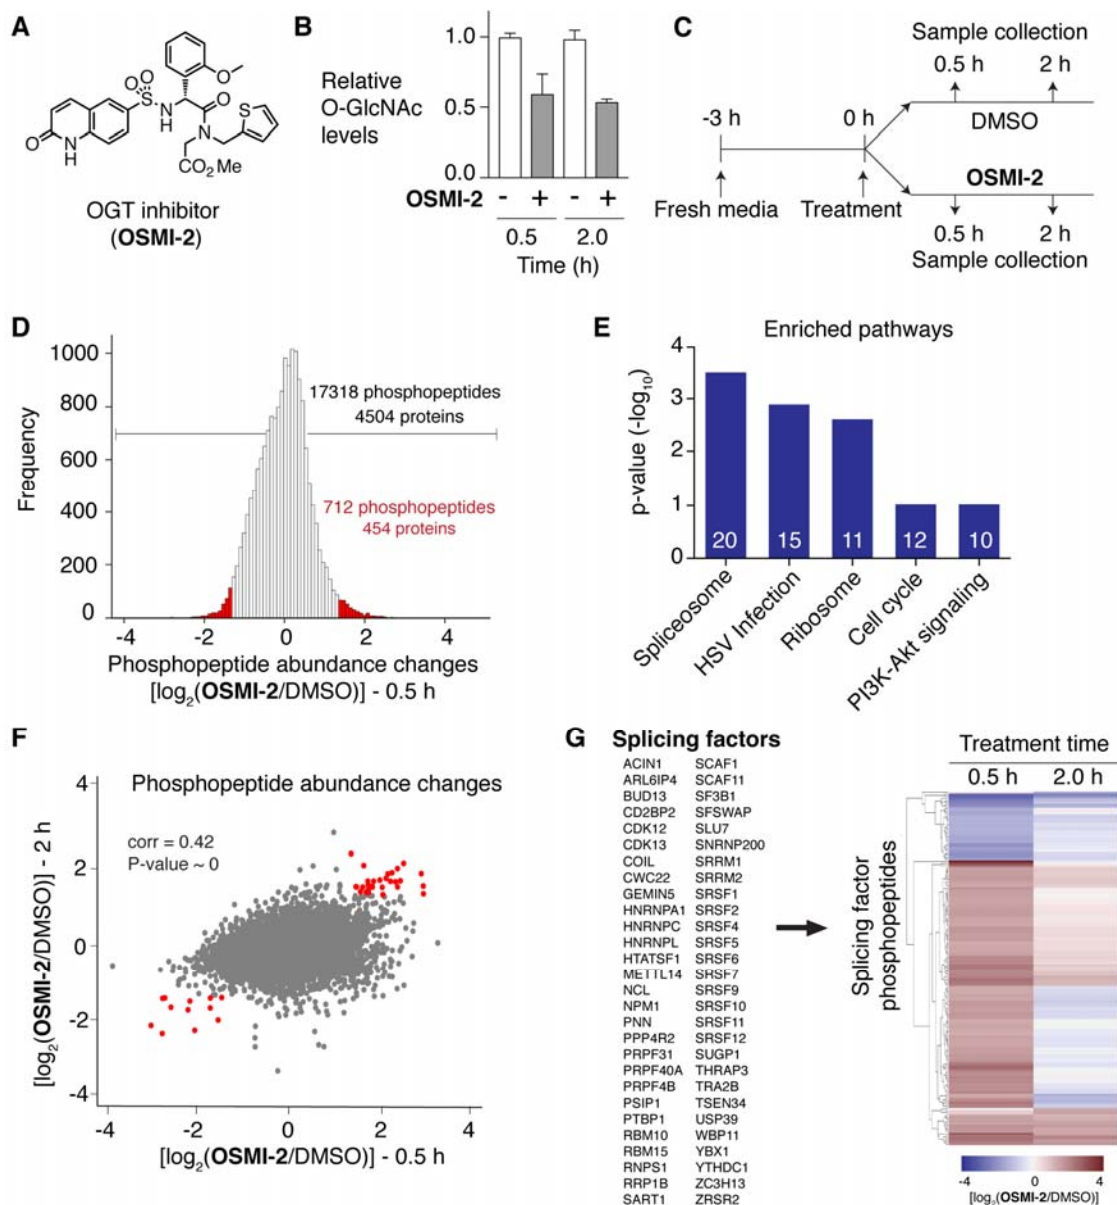 A
S
O O
N
H
O
O
N
S
CO₂Me
O
N
H
OGT inhibitor
(OSMI-2)
B
Relative
O-GlcNAc
levels
1.0
0.5
0.0
OSMI-2 - + - +
0.5 2.0
Time (h)
C
Sample collection
0.5 h 2 h
DMSO
-3 h 0 h
OSMI-2
Fresh media Treatment
0.5 h 2 h
Sample collection
D
Frequency
1000
800
600
400
200
0
17318 phosphopeptides
4504 proteins
712 phosphopeptides
454 proteins
-4 -2 0 2 4
Phosphopeptide abundance changes
[log₂(OSMI-2/DMSO)] - 0.5 h
E
Enriched pathways
p-value (-log₁₀)
4
3
2
1
0
20 15 11 12 10
Spliceosome
HSV Infection
Ribosome
Cell cycle
PI3K-Akt signaling
F
Phosphopeptide abundance changes
corr = 0.42
P-value ~ 0
[log₂(OSMI-2/DMSO)] - 2 h
4
2
0
-2
-4
-4 -2 0 2 4
[log₂(OSMI-2/DMSO)] - 0.5 h
G
Splicing factors
ACIN1 SCAF1
ARL6IP4 SCAF11
BUD13 SF3B1
CD2BP2 SFSWAP
CDK12 SLU7
CDK13 SNRNP200
COIL SRRM1
CWC22 SRRM2
GEMIN5 SRSF1
HNRNPA1 SRSF2
HNRNPC SRSF4
HNRNPL SRSF5
HTATSF1 SRSF6
METTL14 SRSF7
NCL SRSF9
NPM1 SRSF10
PNN SRSF11
PPP4R2 SRSF12
PRPF31 SUGP1
PRPF40A THRAP3
PRPF4B TRA2B
PSIP1 TSEN34
PTBP1 USP39
RBM10 WBP11
RBM15 YBX1
RNPS1 YTHDC1
RRP1B ZC3H13
SART1 ZRSR2
Treatment time
0.5 h 2.0 h
Splicing factor
phosphopeptides
-4 0 4
[log₂(OSMI-2/DMSO)]